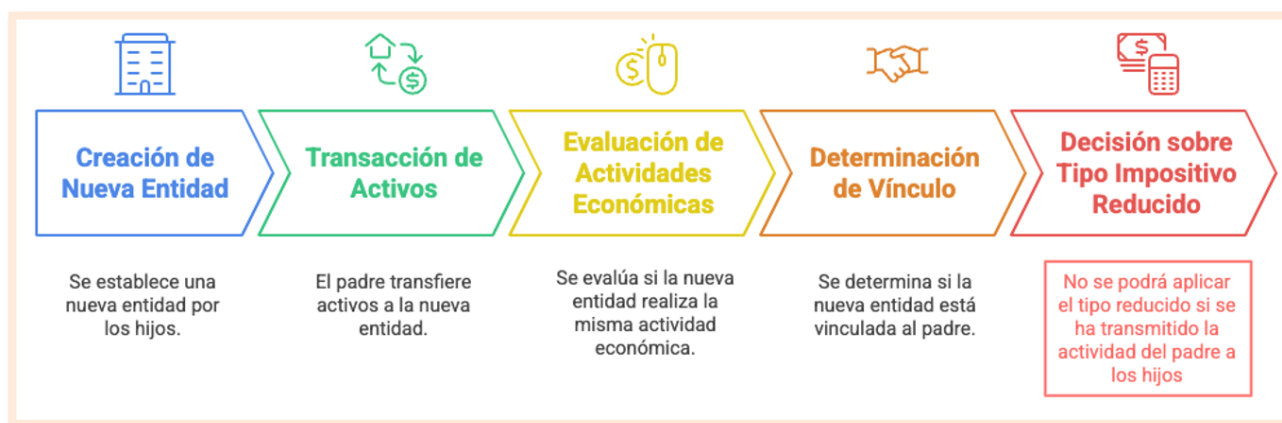 Creación de
Nueva Entidad
Transacción de
Activos
Evaluación de
Actividades
Económicas
Determinación
de Vínculo
Decisión sobre
Tipo Impositivo
Reducido
Se establece una
nueva entidad por
los hijos.
El padre transfiere
activos a la nueva
entidad.
Se evalúa si la nueva
entidad realiza la
misma actividad
económica.
Se determina si la
nueva entidad está
vinculada al padre.
No se podrá aplicar
el tipo reducido si se
ha transmitido la
actividad del padre a
los hijos